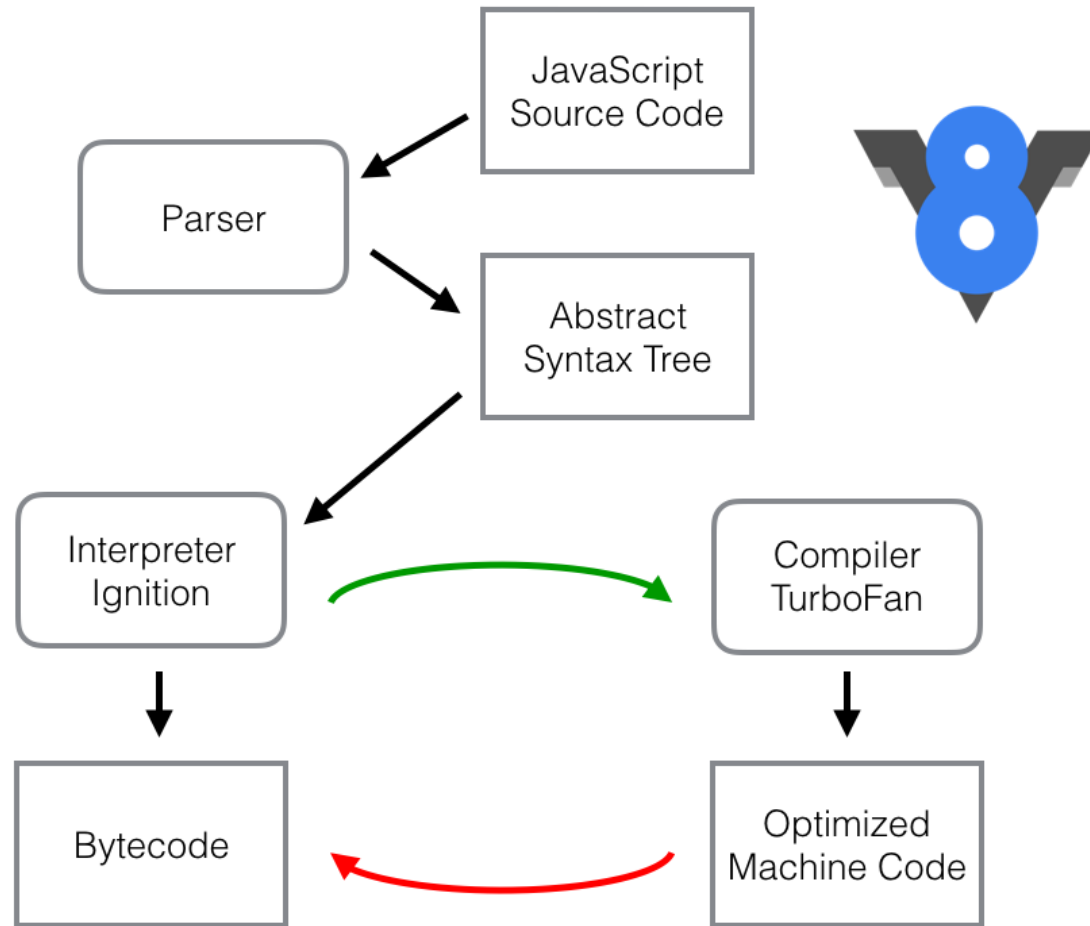 JavaScript
Source Code
Parser
Abstract
Syntax Tree
Interpreter
Ignition
Compiler
TurboFan
Bytecode
Optimized
Machine Code